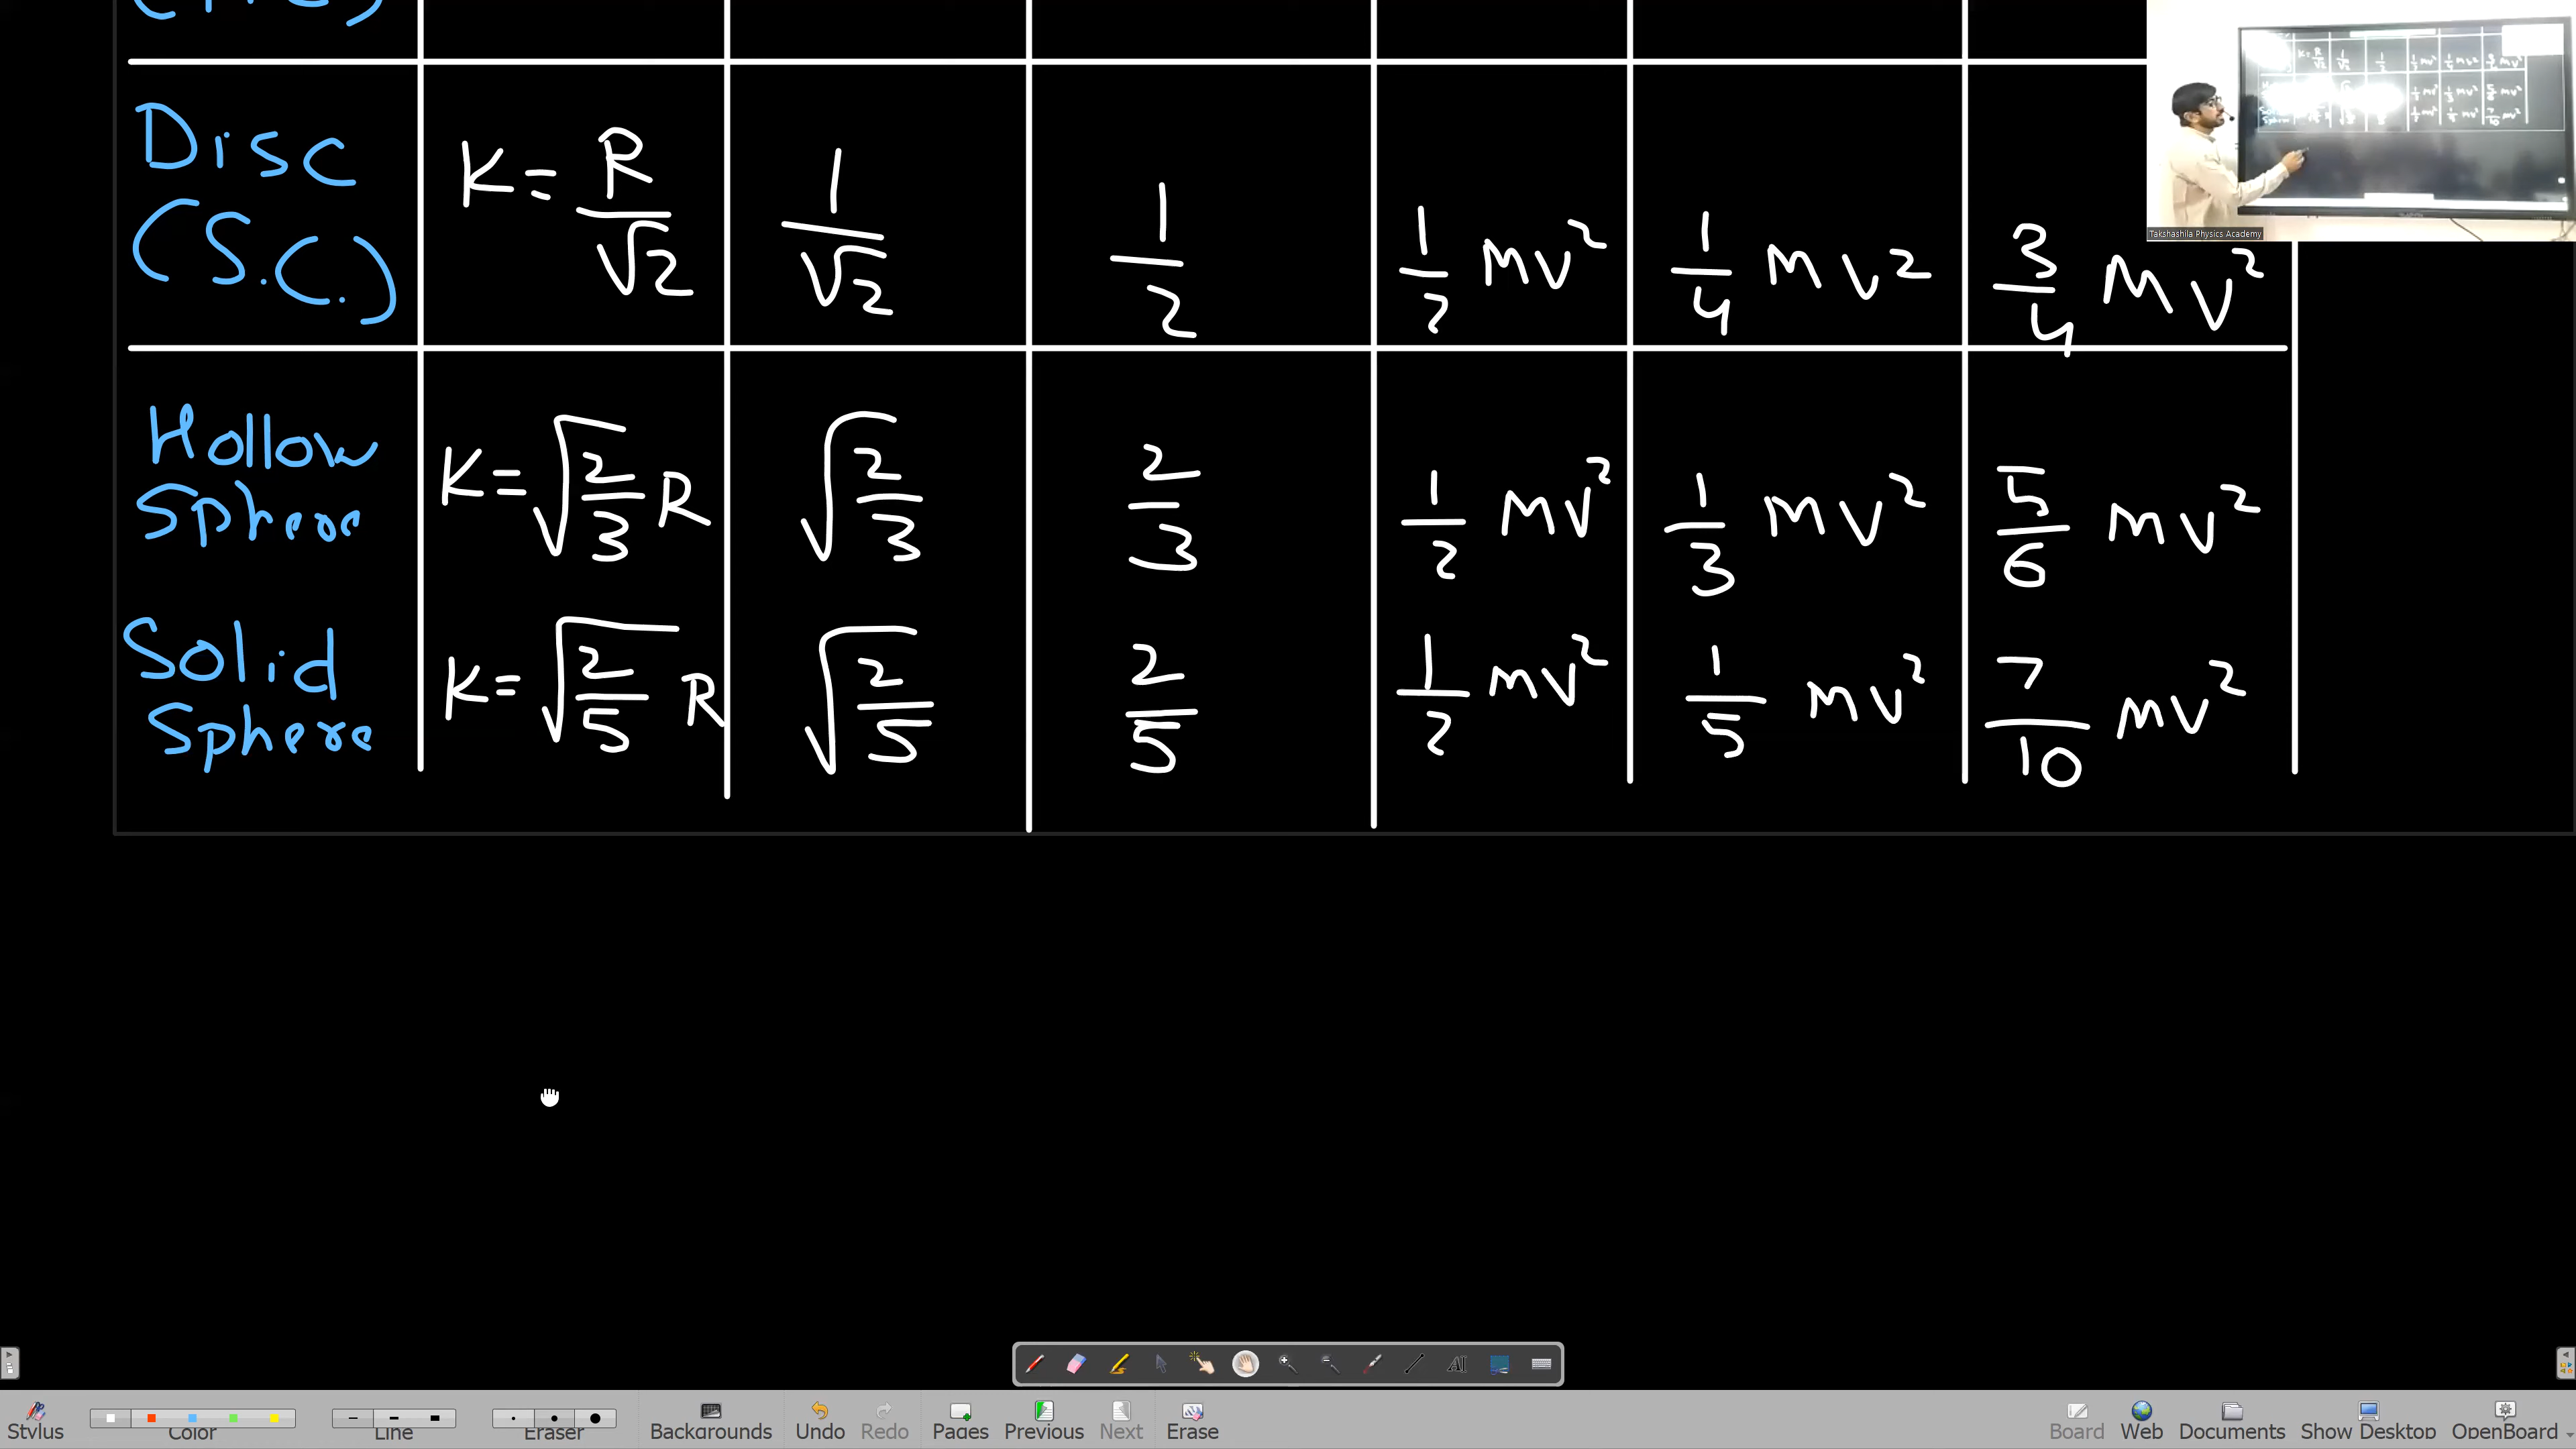 Disc
(S.C.)
K = R/√2
1/√2
1/2
1/2 mv²
1/4 mv²
3/4 mv²
Hollow
Sphere
K = √(2/3) R
√(2/3)
2/3
1/2 mv²
1/3 mv²
5/6 mv²
Solid
Sphere
K = √(2/5) R
√(2/5)
2/5
1/2 mv²
1/5 mv²
7/10 mv²
Takshashila Physics Academy
Stylus
Color
Line
Eraser
Backgrounds
Undo
Redo
Pages
Previous
Next
Erase
Board
Web
Documents
Show Desktop
OpenBoard